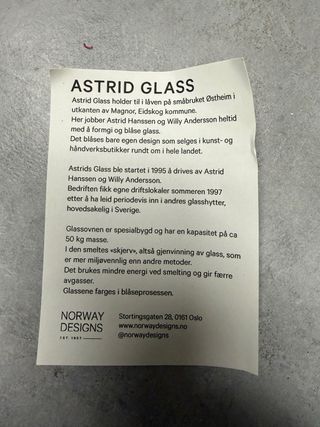 ASTRID GLASS
Astrid Glass holder til i låven på småbruket Østheim i
utkanten av Magnor, Eidskog kommune.
Her jobber Astrid Hanssen og Willy Andersson heltid
med å formgi og blåse glass.
Det blåses bare egen design som selges i kunst- og
håndverksbutikker rundt om i hele landet.
Astrids Glass ble startet i 1995 å drives av Astrid
Hanssen og Willy Andersson.
Bedriften fikk egne driftslokaler sommeren 1997
etter å ha leid periodevis inn i andres glasshytter,
hovedsakelig i Sverige.
Glassovnen er spesialbygd og har en kapasitet på ca
50 kg masse.
I den smeltes «skjerv», altså gjenvinning av glass, som
er mer miljøvennlig enn andre metoder.
Det brukes mindre energi ved smelting og gir færre
avgasser.
Glassene farges i blåseprosessen.
NORWAY
DESIGNS
EST. 1957
Stortingsgaten 28, 0161 Oslo
www.norwaydesigns.no
@norwaydesigns